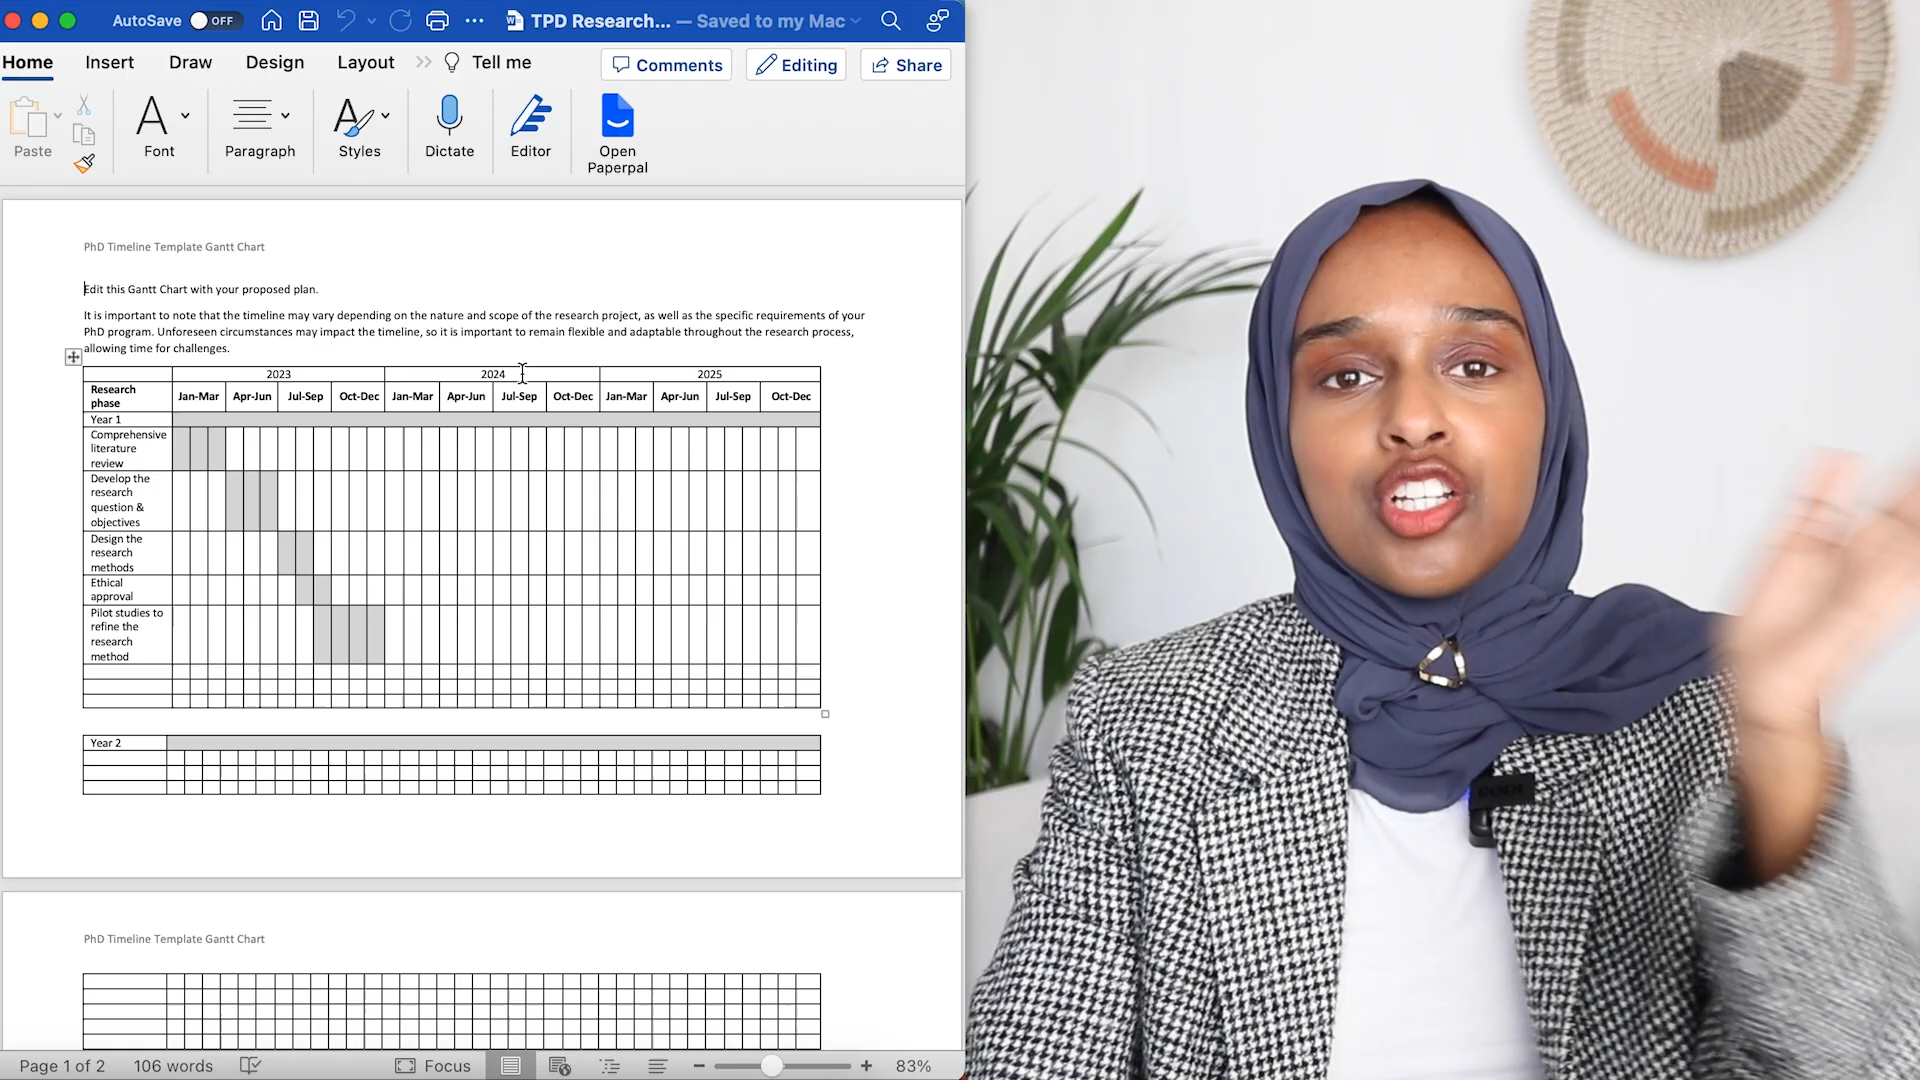 AutoSave OFF TPD Research... — Saved to my Mac
Home Insert Draw Design Layout Tell me Comments Editing Share
Paste Font Paragraph Styles Dictate Editor Open Paperpal
PhD Timeline Template Gantt Chart
Edit this Gantt Chart with your proposed plan.
It is important to note that the timeline may vary depending on the nature and scope of the research project, as well as the specific requirements of your
PhD program. Unforeseen circumstances may impact the timeline, so it is important to remain flexible and adaptable throughout the research process,
allowing time for challenges.
2023 2024 2025
Research phase Jan-Mar Apr-Jun Jul-Sep Oct-Dec Jan-Mar Apr-Jun Jul-Sep Oct-Dec Jan-Mar Apr-Jun Jul-Sep Oct-Dec
Year 1
Comprehensive
literature
review
Develop the
research
question &
objectives
Design the
research
methods
Ethical
approval
Pilot studies to
refine the
research
method
Year 2
PhD Timeline Template Gantt Chart
Page 1 of 2 106 words Focus 83%